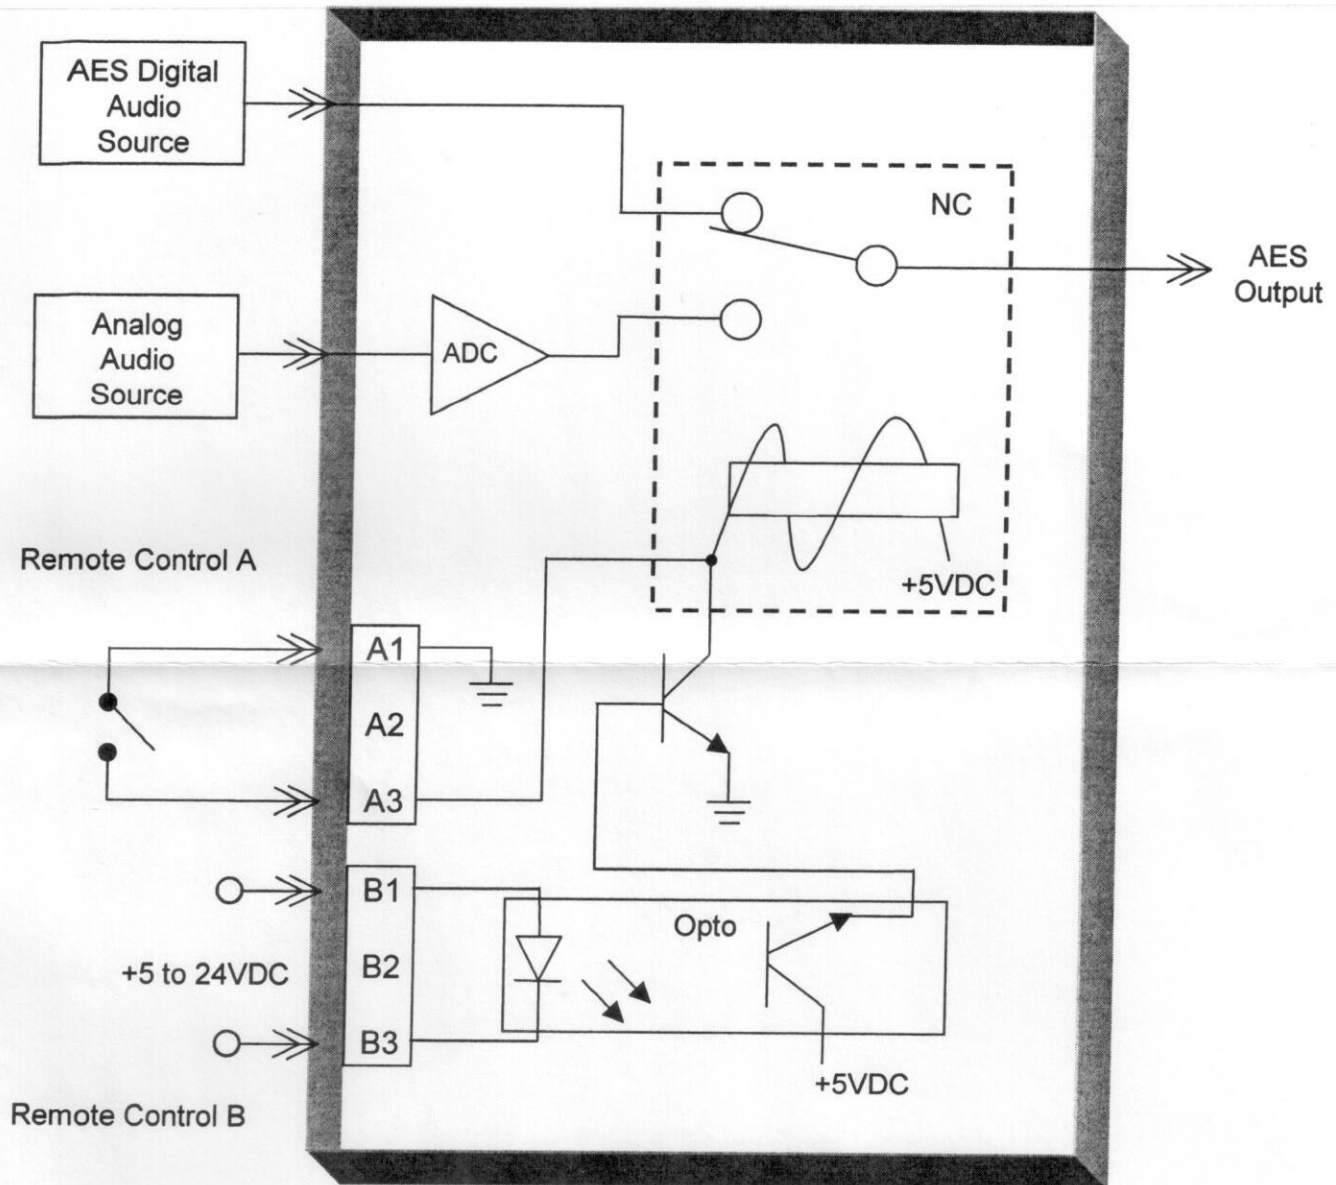 AES Digital
Audio
Source
NC
AES
Output
Analog
Audio
Source
ADC
+5VDC
Remote Control A
A1
A2
A3
B1
Opto
+5 to 24VDC
B2
B3
+5VDC
Remote Control B